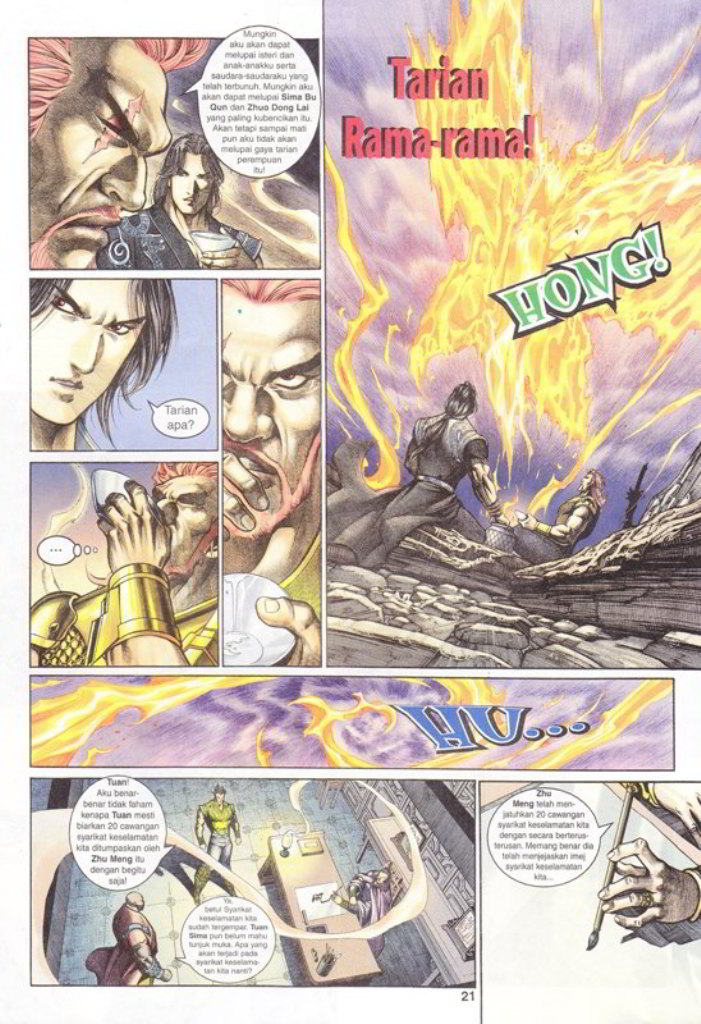 Mungkin
aku akan dapat
melupai isteri dan
anak-anakku serta
saudara-saudaraku yang
telah terbunuh. Mungkin aku
akan dapat melupai Sima Bu
Qun dan Zhuo Dong Lai
yang paling kubencikan itu.
Akan tetapi sampai mati
pun aku tidak akan
melupai gaya tarian
perempuan
itu!
Tarian
Rama-rama!
HONG!
Tarian
apa?
...
HU...
Tuan!
Aku benar-
benar tidak faham
kenapa Tuan mesti
biarkan 20 cawangan
syarikat keselamatan
kita ditumpaskan oleh
Zhu Meng itu
dengan begitu
saja!
Ya,
betul Syarikat
keselamatan kita
sudah tergempar. Tuan
Sima pun belum mahu
tunjuk muka. Apa yang
akan terjadi pada
syarikat keselama-
tan kita nanti?
Zhu
Meng telah men-
jatuhkan 20 cawangan
syarikat keselamatan kita
dengan secara berterus-
terusan. Memang benar dia
telah menjejaskan imej
syarikat keselamatan
kita...
21